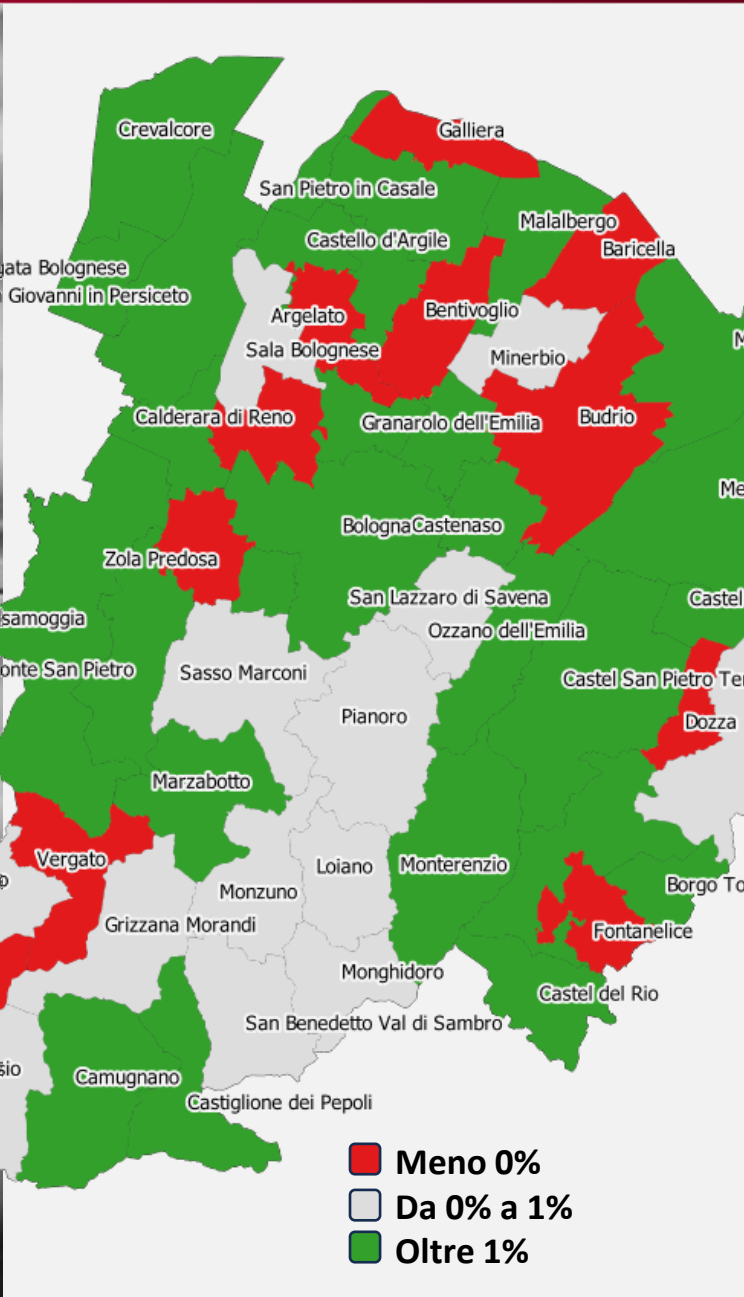 Crevalcore
Galliera
San Pietro in Casale
Malalbergo
Castello d'Argile
Baricella
gata Bolognese
Giovanni in Persiceto
Bentivoglio
Argelato
M
Sala Bolognese
Minerbio
Calderara di Reno
Granarolo dell'Emilia
Budrio
Me
Bologna
Castenaso
Zola Predosa
San Lazzaro di Savena
Castel
samoggia
Ozzano dell'Emilia
onte San Pietro
Sasso Marconi
Castel San Pietro Ter
Pianoro
Dozza
Marzabotto
Vergato
Loiano
Monterenzio
Monzuno
Borgo To
Grizzana Morandi
Fontanelice
Monghidoro
Castel del Rio
San Benedetto Val di Sambro
sio
Camugnano
Castiglione dei Pepoli
Meno 0%
Da 0% a 1%
Oltre 1%